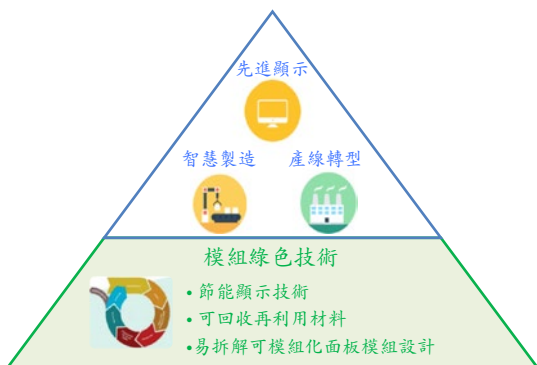 先進顯示
智慧製造 產線轉型
模組綠色技術
•節能顯示技術
•可回收再利用材料
•易拆解可模組化面板模組設計